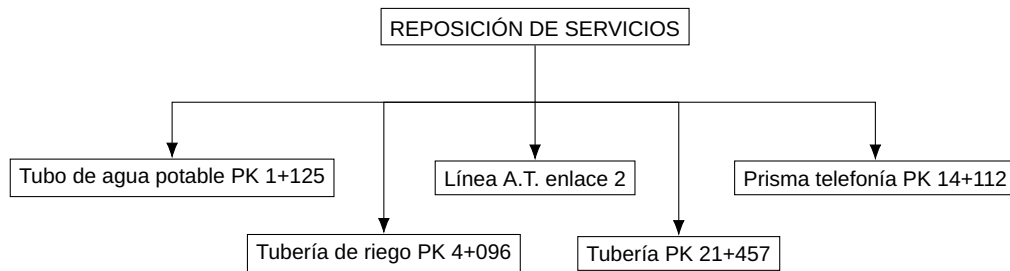 REPOSICIÓN DE SERVICIOS
Tubo de agua potable PK 1+125
Línea A.T. enlace 2
Prisma telefonía PK 14+112
Tubería de riego PK 4+096
Tubería PK 21+457